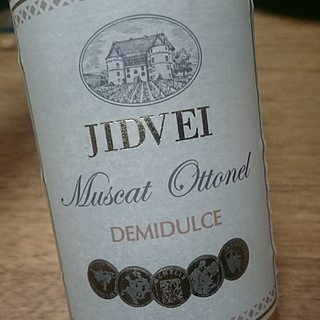 JIDVEI
Muscat Ottonel
DEMIDULCE